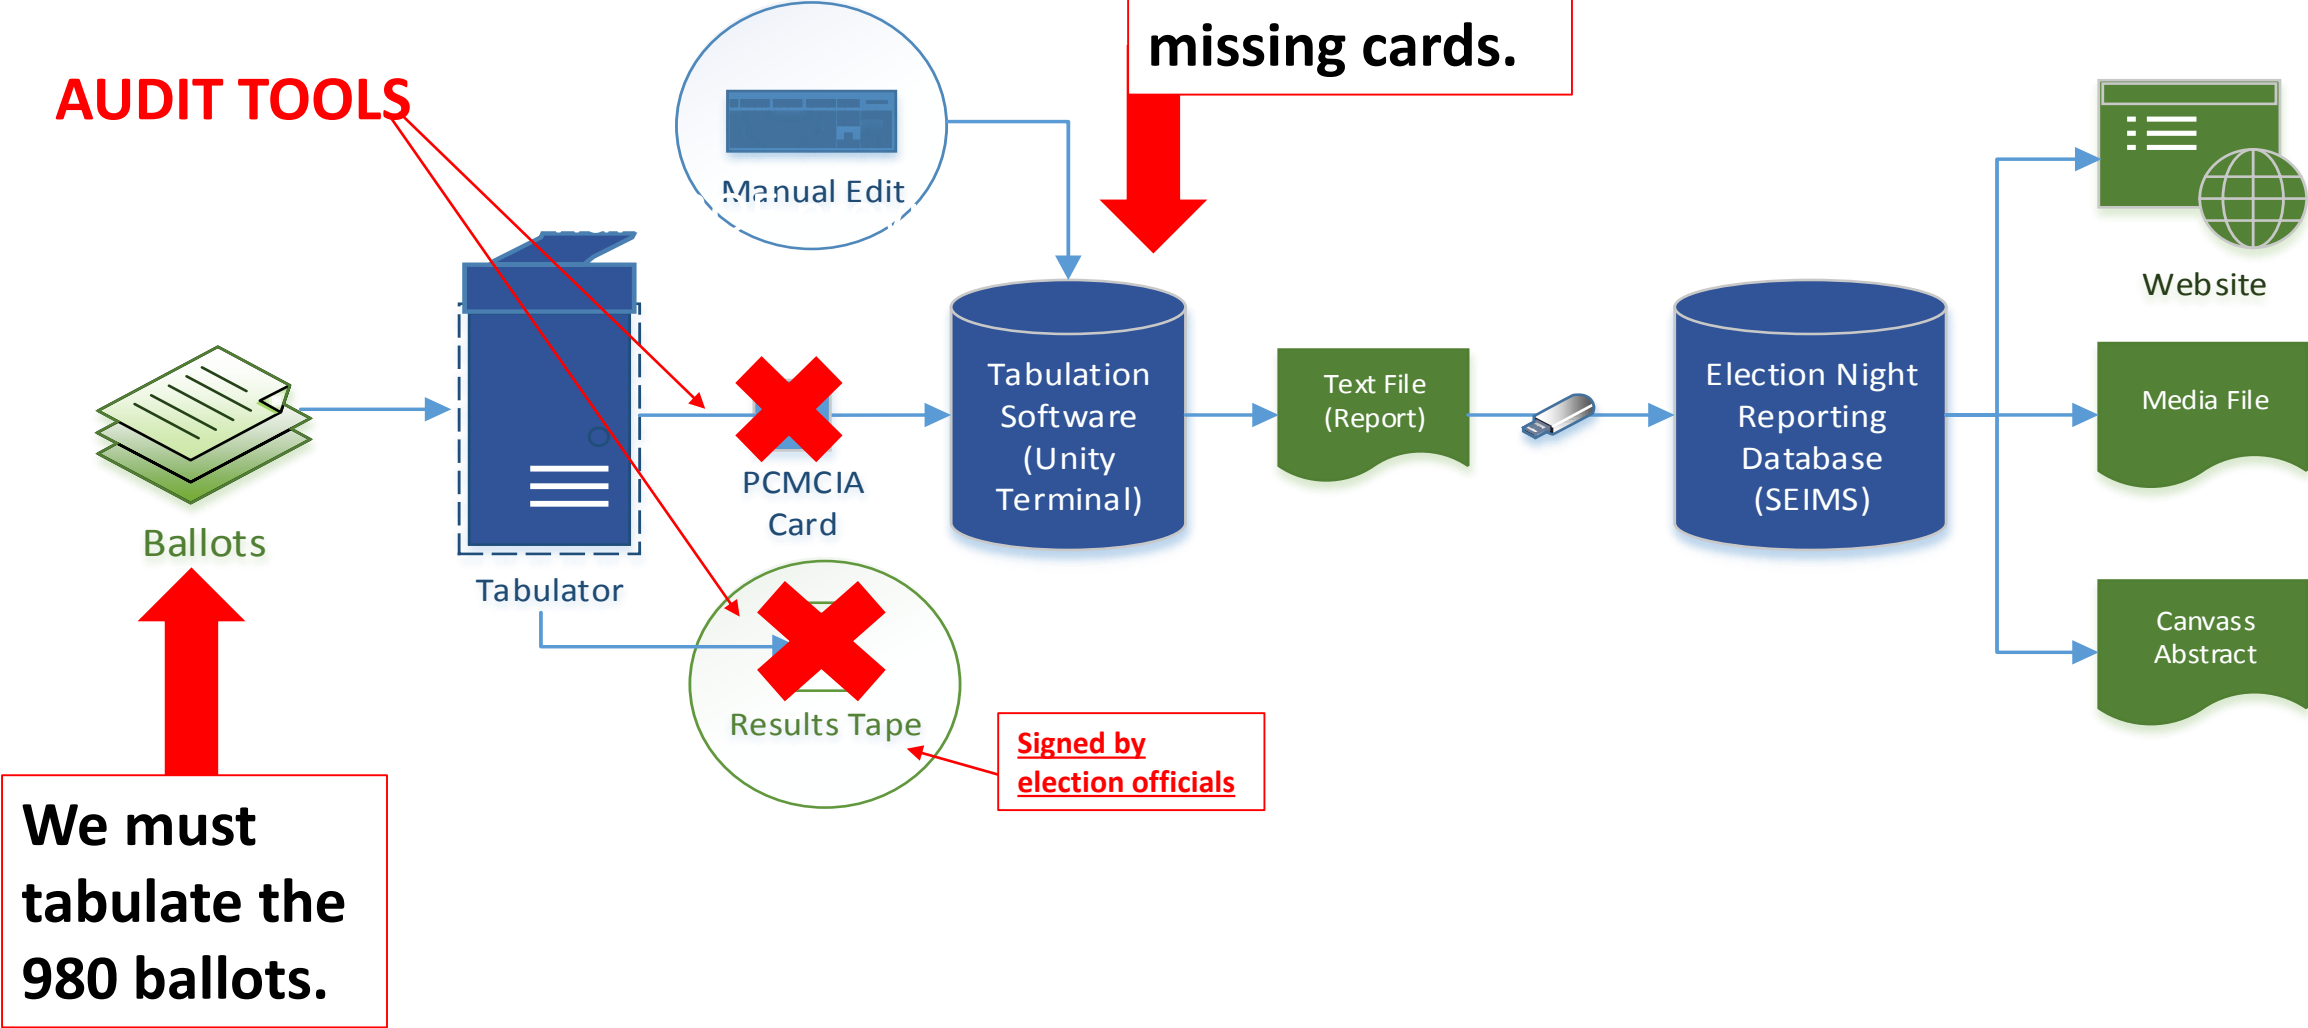 missing cards.
AUDIT TOOLS
Manual Edit
Website
Tabulation
Software
(Unity
Terminal)
Text File
(Report)
Election Night
Reporting
Database
(SEIMS)
Media File
PCMCIA
Card
Ballots
Tabulator
Canvass
Abstract
Results Tape
Signed by
election officials
We must
tabulate the
980 ballots.